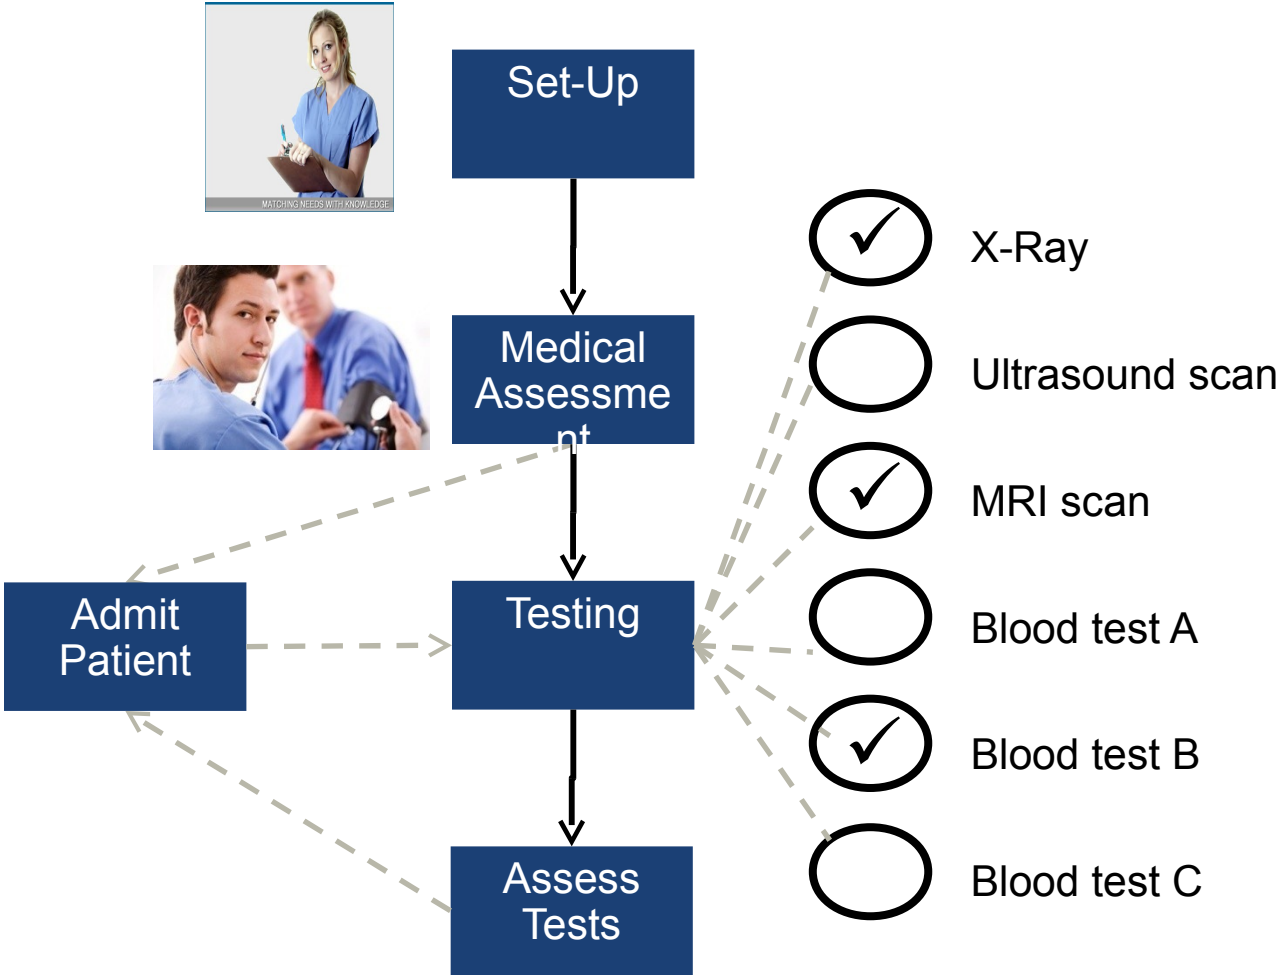 MATCHING NEEDS WITH KNOWLEDGE
Set-Up
Medical
Assessme
nt
Admit
Patient
Testing
Assess
Tests
X-Ray
Ultrasound scan
MRI scan
Blood test A
Blood test B
Blood test C